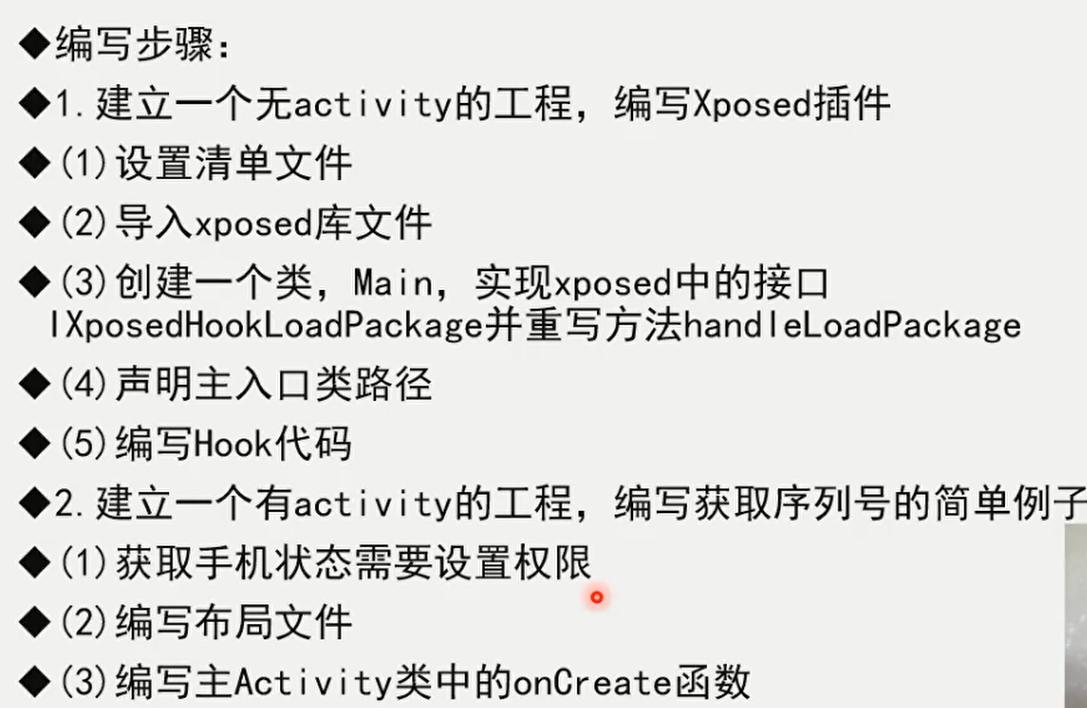 ◆编写步骤:
◆1.建立一个无activity的工程，编写Xposed插件
◆(1)设置清单文件
◆(2)导入xposed库文件
◆(3)创建一个类，Main，实现xposed中的接口
IXposedHookLoadPackage并重写方法handleLoadPackage
◆(4)声明主入口类路径
◆(5)编写Hook代码
◆2.建立一个有activity的工程，编写获取序列号的简单例子
◆(1)获取手机状态需要设置权限
◆(2)编写布局文件
◆(3)编写主Activity类中的onCreate函数